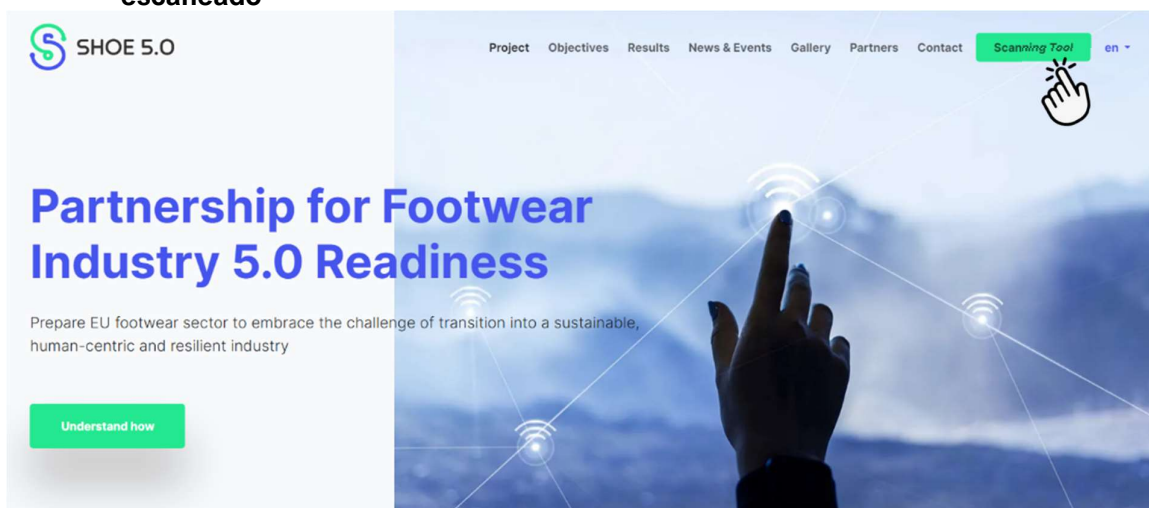 escaneado
SHOE 5.0
Project Objectives Results News & Events Gallery Partners Contact Scanning Tool en
Partnership for Footwear
Industry 5.0 Readiness
Prepare EU footwear sector to embrace the challenge of transition into a sustainable,
human-centric and resilient industry
Understand how